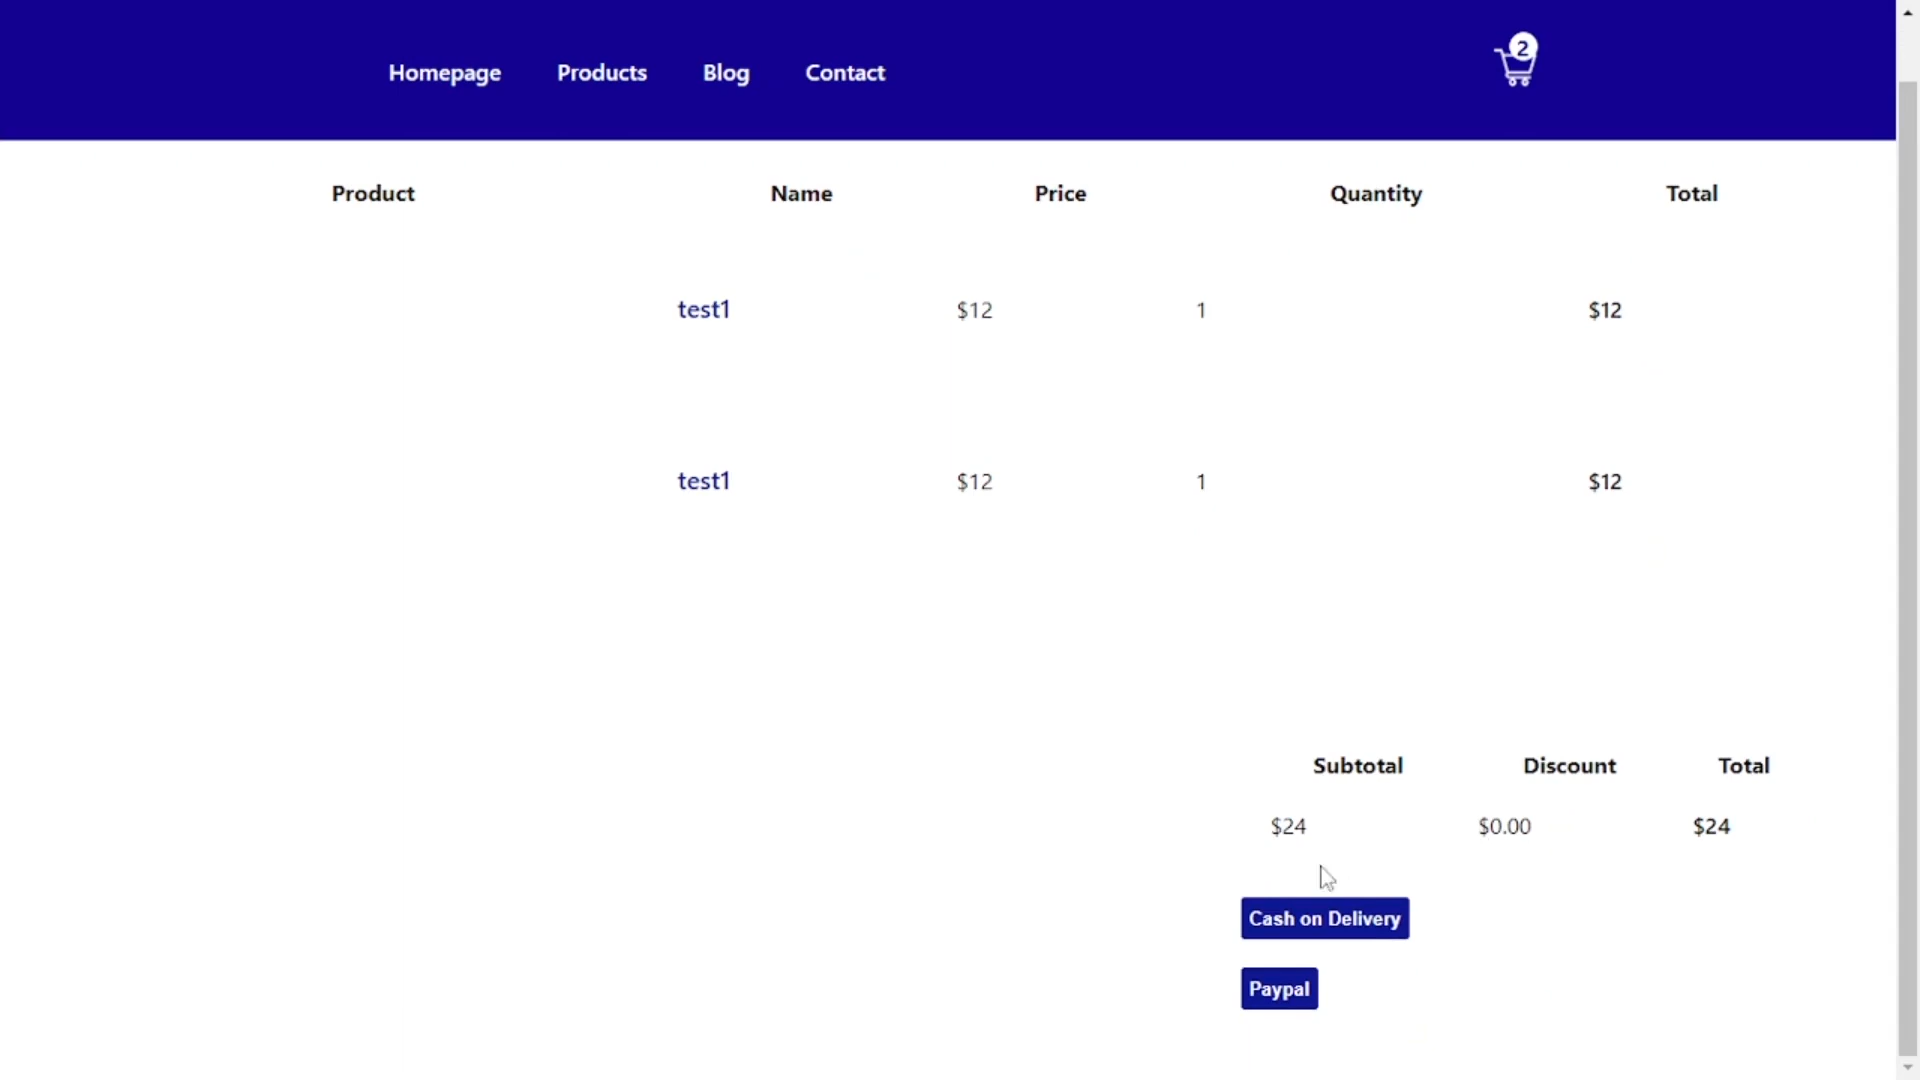 Homepage Products Blog Contact 2
Product Name Price Quantity Total
test1 $12 1 $12
test1 $12 1 $12
Subtotal Discount Total
$24 $0.00 $24
Cash on Delivery
Paypal